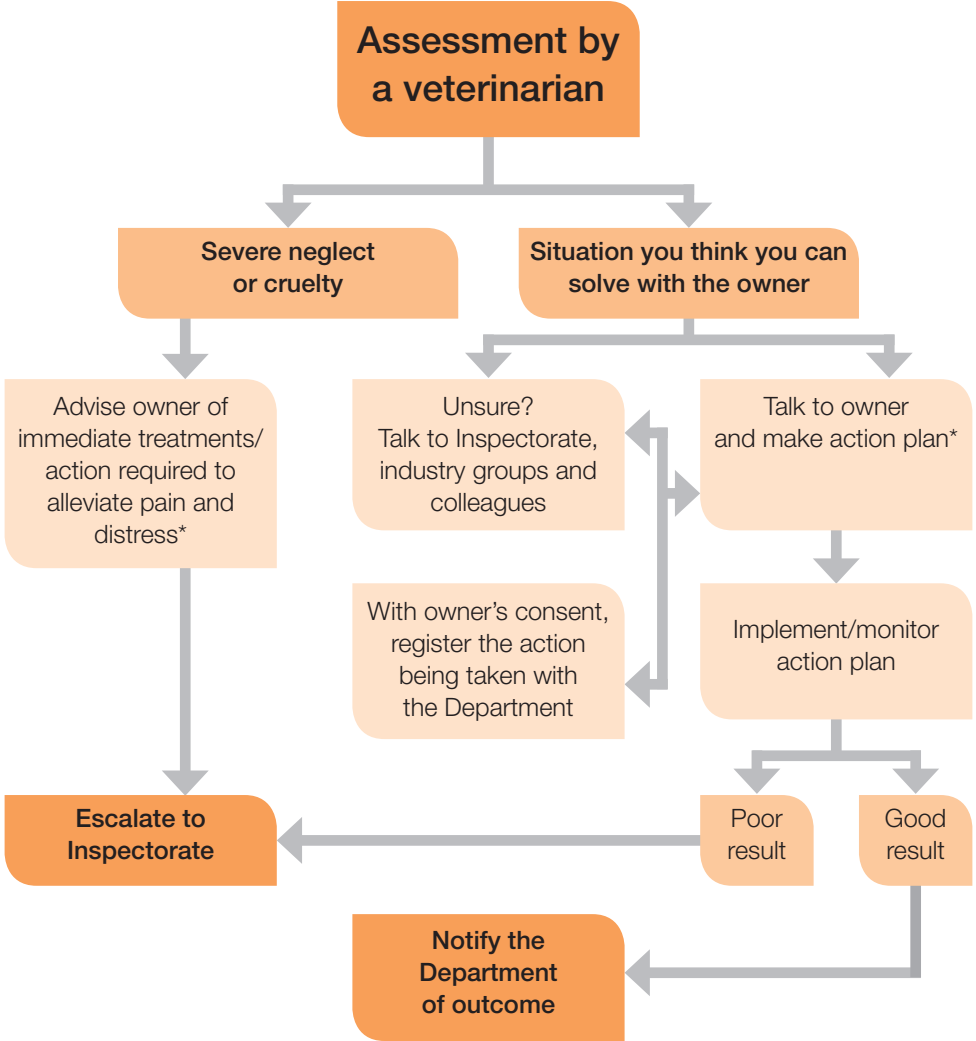 Assessment by
a veterinarian
Severe neglect
or cruelty
Situation you think you can
solve with the owner
Advise owner of
immediate treatments/
action required to
alleviate pain and
distress*
Unsure?
Talk to Inspectorate,
industry groups and
colleagues
Talk to owner
and make action plan*
With owner’s consent,
register the action
being taken with
the Department
Implement/monitor
action plan
Escalate to
Inspectorate
Poor
result
Good
result
Notify the
Department
of outcome